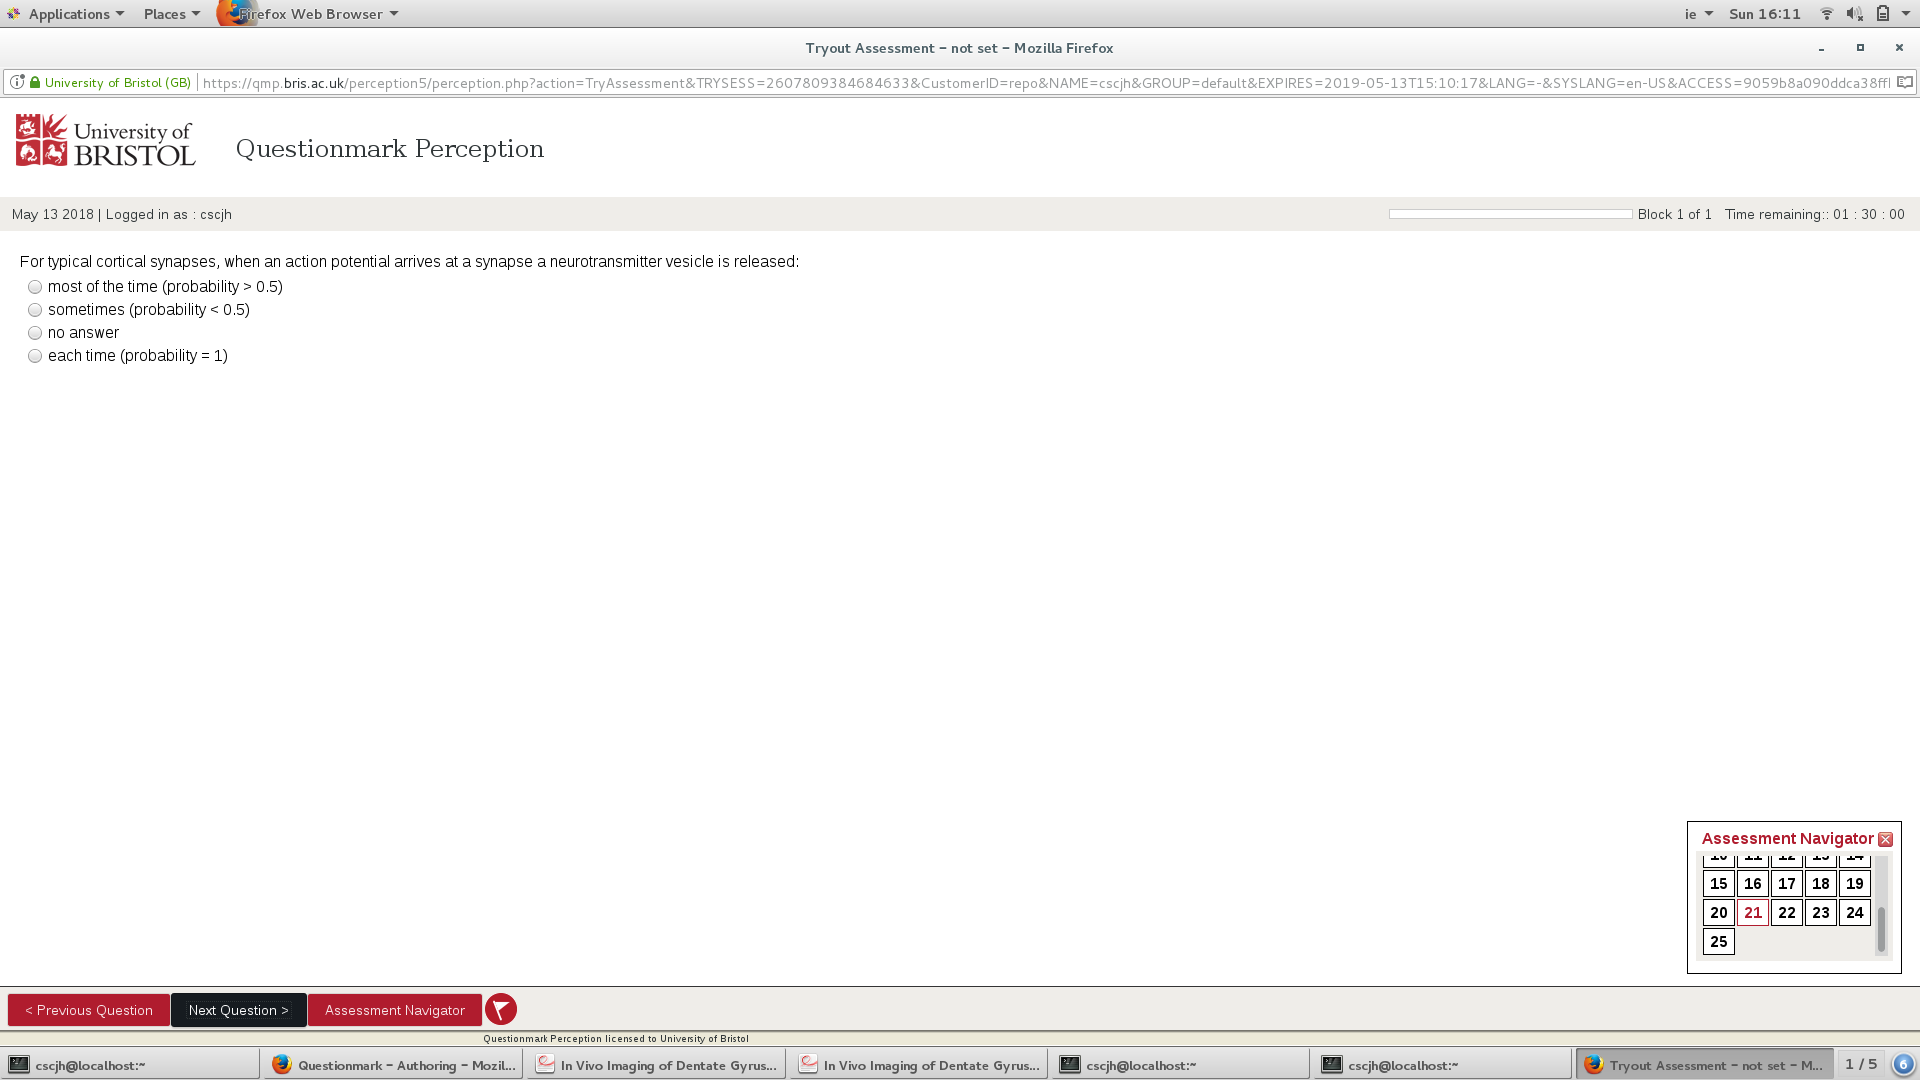 Applications Places Firefox Web Browser ie Sun 16:11
Tryout Assessment - not set - Mozilla Firefox
University of Bristol (GB) https://qmp.bris.ac.uk/perception5/perception.php?action=TryAssessment&TRYSESS=2607809384684633&CustomerID=repo&NAME=cscjh&GROUP=default&EXPIRES=2019-05-13T15:10:17&LANG=-&SYSLANG=en-US&ACCESS=9059b8a090ddca38ffl
University of
BRISTOL
Questionmark Perception
May 13 2018 | Logged in as : cscjh Block 1 of 1 Time remaining:: 01 : 30 : 00
For typical cortical synapses, when an action potential arrives at a synapse a neurotransmitter vesicle is released:
most of the time (probability > 0.5)
sometimes (probability < 0.5)
no answer
each time (probability = 1)
Assessment Navigator
10 11 12 13 14
15 16 17 18 19
20 21 22 23 24
25
< Previous Question Next Question > Assessment Navigator
Questionmark Perception licensed to University of Bristol
cscjh@localhost:~ Questionmark - Authoring - Mozil... In Vivo Imaging of Dentate Gyrus... In Vivo Imaging of Dentate Gyrus... cscjh@localhost:~ cscjh@localhost:~ Tryout Assessment - not set - M... 1 / 5 6